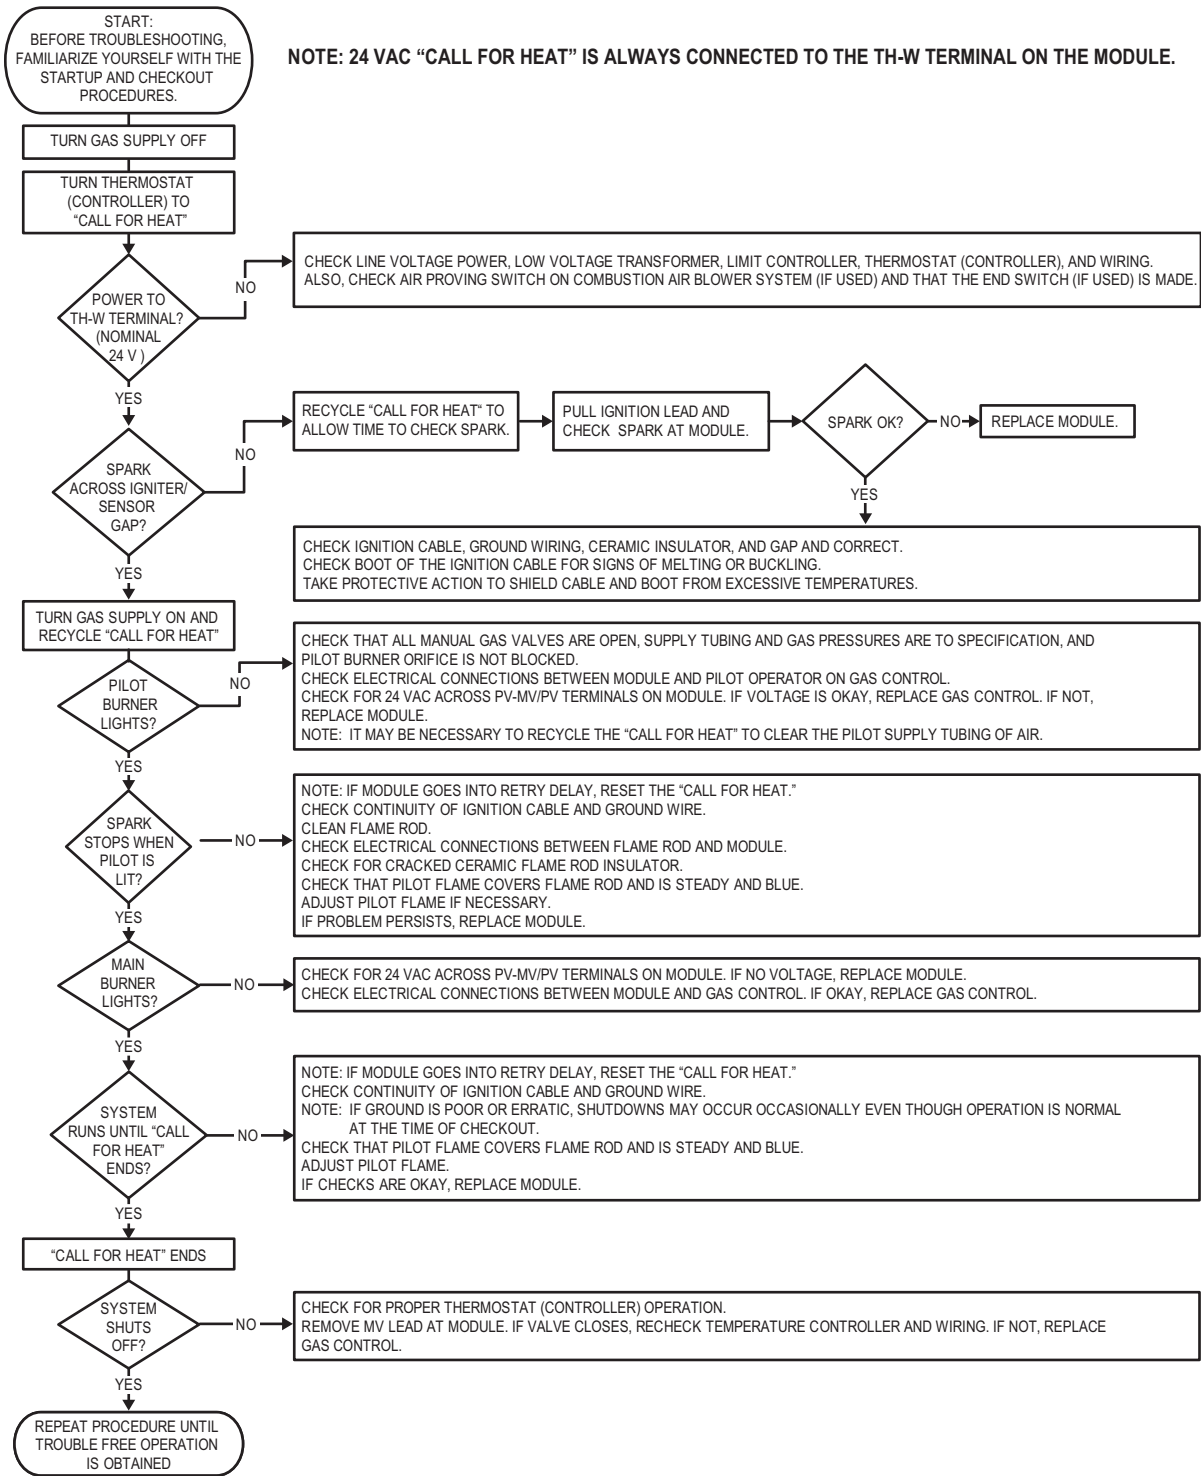 START:
BEFORE TROUBLESHOOTING,
FAMILIARIZE YOURSELF WITH THE
STARTUP AND CHECKOUT
PROCEDURES.
NOTE: 24 VAC “CALL FOR HEAT” IS ALWAYS CONNECTED TO THE TH-W TERMINAL ON THE MODULE.
TURN GAS SUPPLY OFF
TURN THERMOSTAT
(CONTROLLER) TO
“CALL FOR HEAT”
POWER TO
TH-W TERMINAL?
(NOMINAL
24 V )
NO
CHECK LINE VOLTAGE POWER, LOW VOLTAGE TRANSFORMER, LIMIT CONTROLLER, THERMOSTAT (CONTROLLER), AND WIRING.
ALSO, CHECK AIR PROVING SWITCH ON COMBUSTION AIR BLOWER SYSTEM (IF USED) AND THAT THE END SWITCH (IF USED) IS MADE.
YES
SPARK
ACROSS IGNITER/
SENSOR
GAP?
NO
RECYCLE “CALL FOR HEAT“ TO
ALLOW TIME TO CHECK SPARK.
PULL IGNITION LEAD AND
CHECK SPARK AT MODULE.
SPARK OK?
NO
REPLACE MODULE.
YES
CHECK IGNITION CABLE, GROUND WIRING, CERAMIC INSULATOR, AND GAP AND CORRECT.
CHECK BOOT OF THE IGNITION CABLE FOR SIGNS OF MELTING OR BUCKLING.
TAKE PROTECTIVE ACTION TO SHIELD CABLE AND BOOT FROM EXCESSIVE TEMPERATURES.
YES
TURN GAS SUPPLY ON AND
RECYCLE “CALL FOR HEAT”
PILOT
BURNER
LIGHTS?
NO
CHECK THAT ALL MANUAL GAS VALVES ARE OPEN, SUPPLY TUBING AND GAS PRESSURES ARE TO SPECIFICATION, AND
PILOT BURNER ORIFICE IS NOT BLOCKED.
CHECK ELECTRICAL CONNECTIONS BETWEEN MODULE AND PILOT OPERATOR ON GAS CONTROL.
CHECK FOR 24 VAC ACROSS PV-MV/PV TERMINALS ON MODULE. IF VOLTAGE IS OKAY, REPLACE GAS CONTROL. IF NOT,
REPLACE MODULE.
NOTE: IT MAY BE NECESSARY TO RECYCLE THE “CALL FOR HEAT” TO CLEAR THE PILOT SUPPLY TUBING OF AIR.
YES
SPARK
STOPS WHEN
PILOT IS
LIT?
NO
NOTE: IF MODULE GOES INTO RETRY DELAY, RESET THE “CALL FOR HEAT.”
CHECK CONTINUITY OF IGNITION CABLE AND GROUND WIRE.
CLEAN FLAME ROD.
CHECK ELECTRICAL CONNECTIONS BETWEEN FLAME ROD AND MODULE.
CHECK FOR CRACKED CERAMIC FLAME ROD INSULATOR.
CHECK THAT PILOT FLAME COVERS FLAME ROD AND IS STEADY AND BLUE.
ADJUST PILOT FLAME IF NECESSARY.
IF PROBLEM PERSISTS, REPLACE MODULE.
YES
MAIN
BURNER
LIGHTS?
NO
CHECK FOR 24 VAC ACROSS PV-MV/PV TERMINALS ON MODULE. IF NO VOLTAGE, REPLACE MODULE.
CHECK ELECTRICAL CONNECTIONS BETWEEN MODULE AND GAS CONTROL. IF OKAY, REPLACE GAS CONTROL.
YES
SYSTEM
RUNS UNTIL “CALL
FOR HEAT”
ENDS?
NO
NOTE: IF MODULE GOES INTO RETRY DELAY, RESET THE “CALL FOR HEAT.”
CHECK CONTINUITY OF IGNITION CABLE AND GROUND WIRE.
NOTE: IF GROUND IS POOR OR ERRATIC, SHUTDOWNS MAY OCCUR OCCASIONALLY EVEN THOUGH OPERATION IS NORMAL
AT THE TIME OF CHECKOUT.
CHECK THAT PILOT FLAME COVERS FLAME ROD AND IS STEADY AND BLUE.
ADJUST PILOT FLAME.
IF CHECKS ARE OKAY, REPLACE MODULE.
YES
“CALL FOR HEAT” ENDS
SYSTEM
SHUTS
OFF?
NO
CHECK FOR PROPER THERMOSTAT (CONTROLLER) OPERATION.
REMOVE MV LEAD AT MODULE. IF VALVE CLOSES, RECHECK TEMPERATURE CONTROLLER AND WIRING. IF NOT, REPLACE
GAS CONTROL.
YES
REPEAT PROCEDURE UNTIL
TROUBLE FREE OPERATION
IS OBTAINED